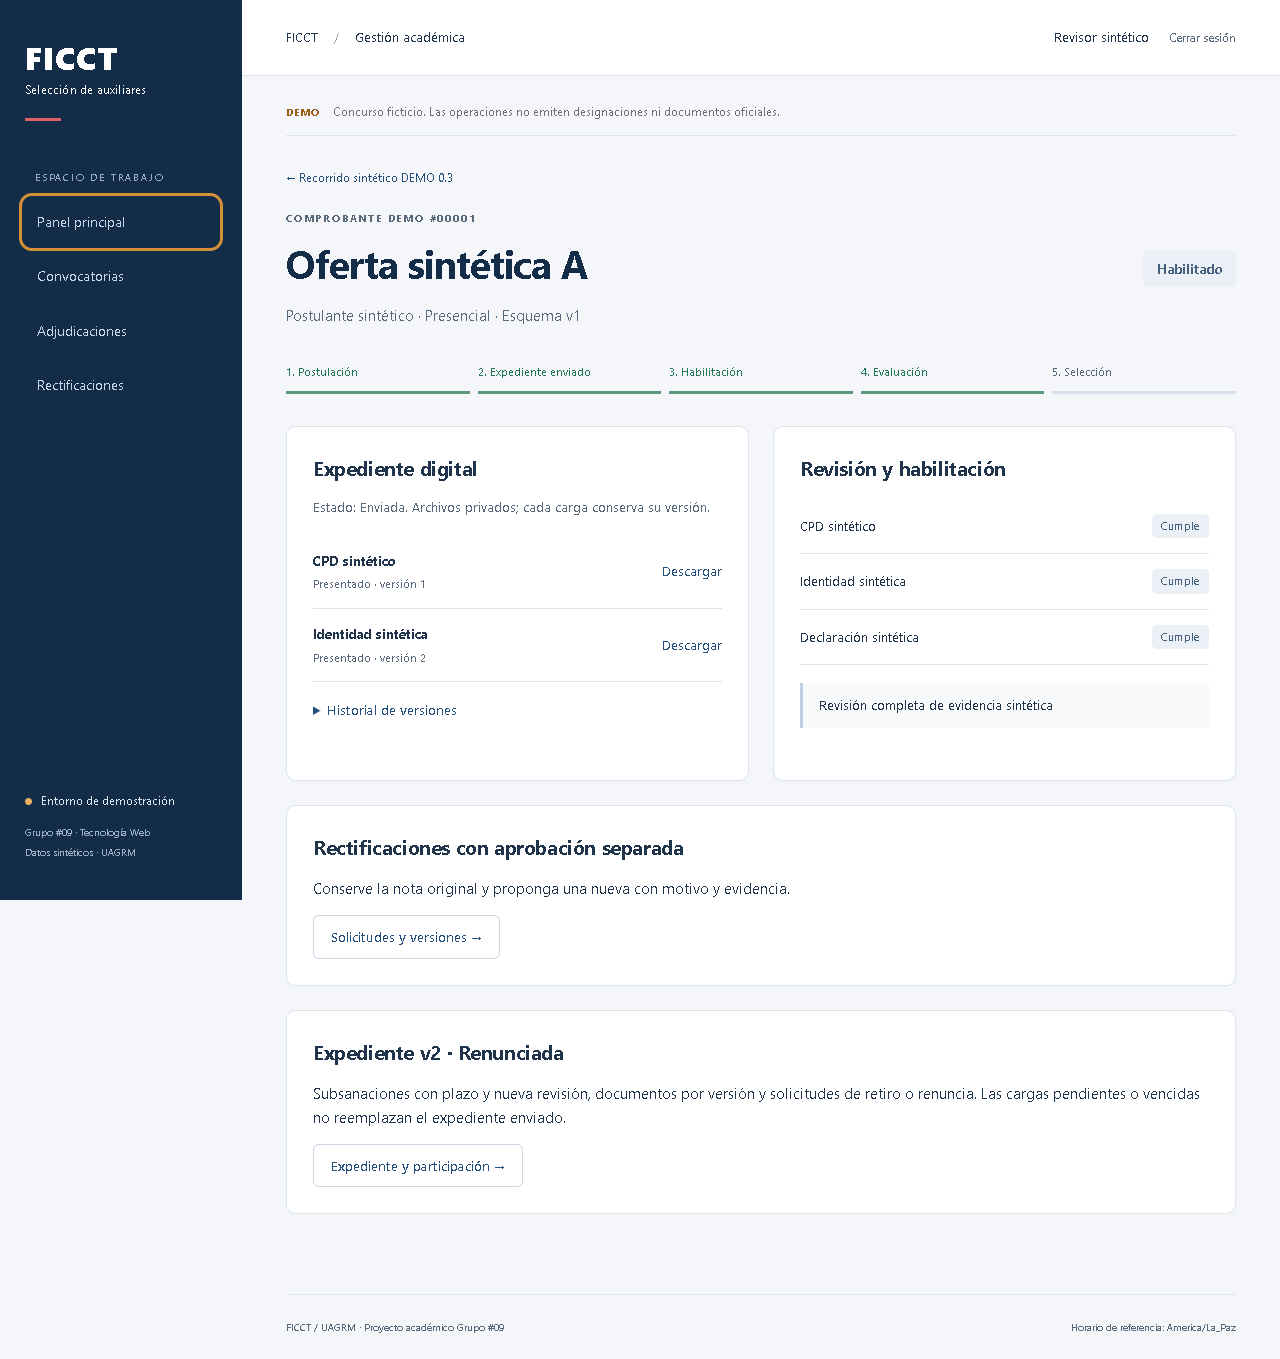 FICCT
Selección de auxiliares
ESPACIO DE TRABAJO
Panel principal
Convocatorias
Adjudicaciones
Rectificaciones
Entorno de demostración
Grupo #09 · Tecnología Web
Datos sintéticos · UAGRM
FICCT / Gestión académica
Revisor sintético Cerrar sesión
DEMO Concurso ficticio. Las operaciones no emiten designaciones ni documentos oficiales.
← Recorrido sintético DEMO 0.3
COMPROBANTE DEMO #00001
Oferta sintética A
Habilitado
Postulante sintético · Presencial · Esquema v1
1. Postulación
2. Expediente enviado
3. Habilitación
4. Evaluación
5. Selección
Expediente digital
Estado: Enviada. Archivos privados; cada carga conserva su versión.
CPD sintético
Presentado · versión 1
Descargar
Identidad sintética
Presentado · versión 2
Descargar
▶ Historial de versiones
Revisión y habilitación
CPD sintético Cumple
Identidad sintética Cumple
Declaración sintética Cumple
Revisión completa de evidencia sintética
Rectificaciones con aprobación separada
Conserve la nota original y proponga una nueva con motivo y evidencia.
Solicitudes y versiones →
Expediente v2 · Renunciada
Subsanaciones con plazo y nueva revisión, documentos por versión y solicitudes de retiro o renuncia. Las cargas pendientes o vencidas
no reemplazan el expediente enviado.
Expediente y participación →
FICCT / UAGRM · Proyecto académico Grupo #09
Horario de referencia: America/La_Paz